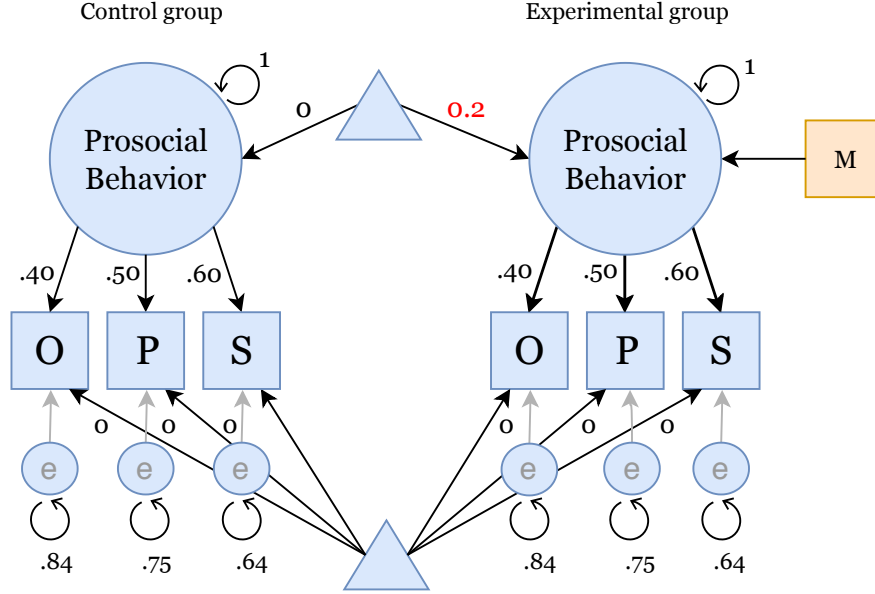 Control group
Experimental group
1
1
0
0.2
Prosocial
Behavior
Prosocial
Behavior
M
.40
.50
.60
.40
.50
.60
O
P
S
O
P
S
0
0
0
0
0
0
e
e
e
e
e
e
.84
.75
.64
.84
.75
.64